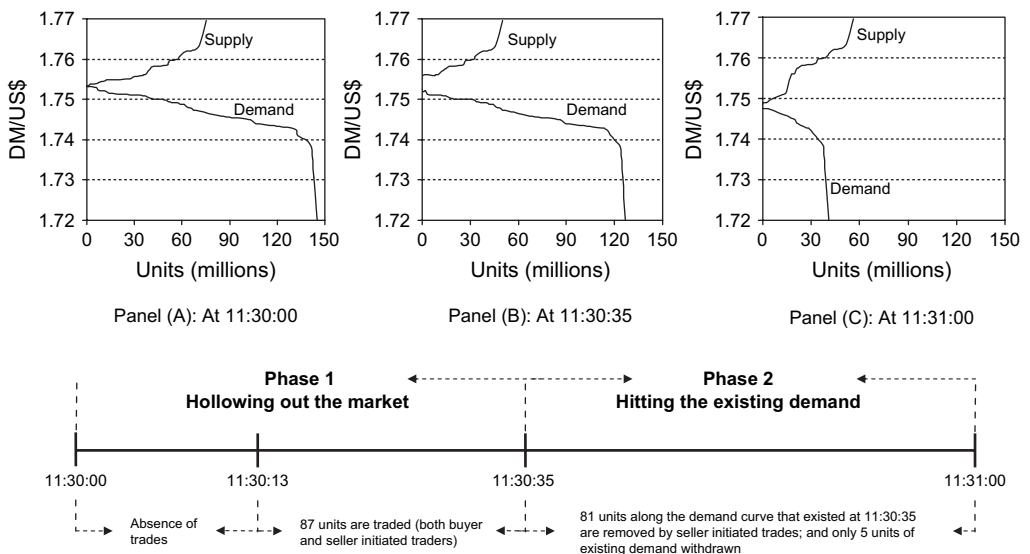 1.77
1.76
1.75
1.74
1.73
1.72
DM/US$
Supply
Demand
0 30 60 90 120 150
Units (millions)
Panel (A): At 11:30:00
1.77
1.76
1.75
1.74
1.73
1.72
DM/US$
Supply
Demand
0 30 60 90 120 150
Units (millions)
Panel (B): At 11:30:35
1.77
1.76
1.75
1.74
1.73
1.72
DM/US$
Supply
Demand
0 30 60 90 120 150
Units (millions)
Panel (C): At 11:31:00
Phase 1
Hollowing out the market
Phase 2
Hitting the existing demand
11:30:00
11:30:13
11:30:35
11:31:00
Absence of
trades
87 units are traded (both buyer
and seller initiated traders)
81 units along the demand curve that existed at 11:30:35
are removed by seller initiated trades; and only 5 units of
existing demand withdrawn